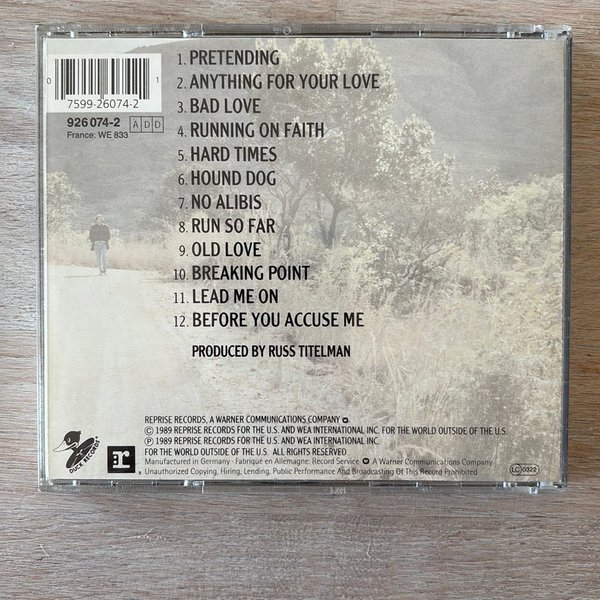 0 7599-26074-2 1
926 074-2 ADD
France: WE 833
1. PRETENDING
2. ANYTHING FOR YOUR LOVE
3. BAD LOVE
4. RUNNING ON FAITH
5. HARD TIMES
6. HOUND DOG
7. NO ALIBIS
8. RUN SO FAR
9. OLD LOVE
10. BREAKING POINT
11. LEAD ME ON
12. BEFORE YOU ACCUSE ME
PRODUCED BY RUSS TITELMAN
DUCK RECORDS
r
REPRISE RECORDS, A WARNER COMMUNICATIONS COMPANY
© 1989 REPRISE RECORDS FOR THE U.S. AND WEA INTERNATIONAL INC. FOR THE WORLD OUTSIDE OF THE U.S.
℗ 1989 REPRISE RECORDS FOR THE U.S. AND WEA INTERNATIONAL INC.
FOR THE WORLD OUTSIDE OF THE U.S. ALL RIGHTS RESERVED
Manufactured in Germany · Fabriqué en Allemagne, Record Service A Warner Communications Company
Unauthorized Copying, Hiring, Lending, Public Performance And Broadcasting Of This Record Prohibited
LC 0322